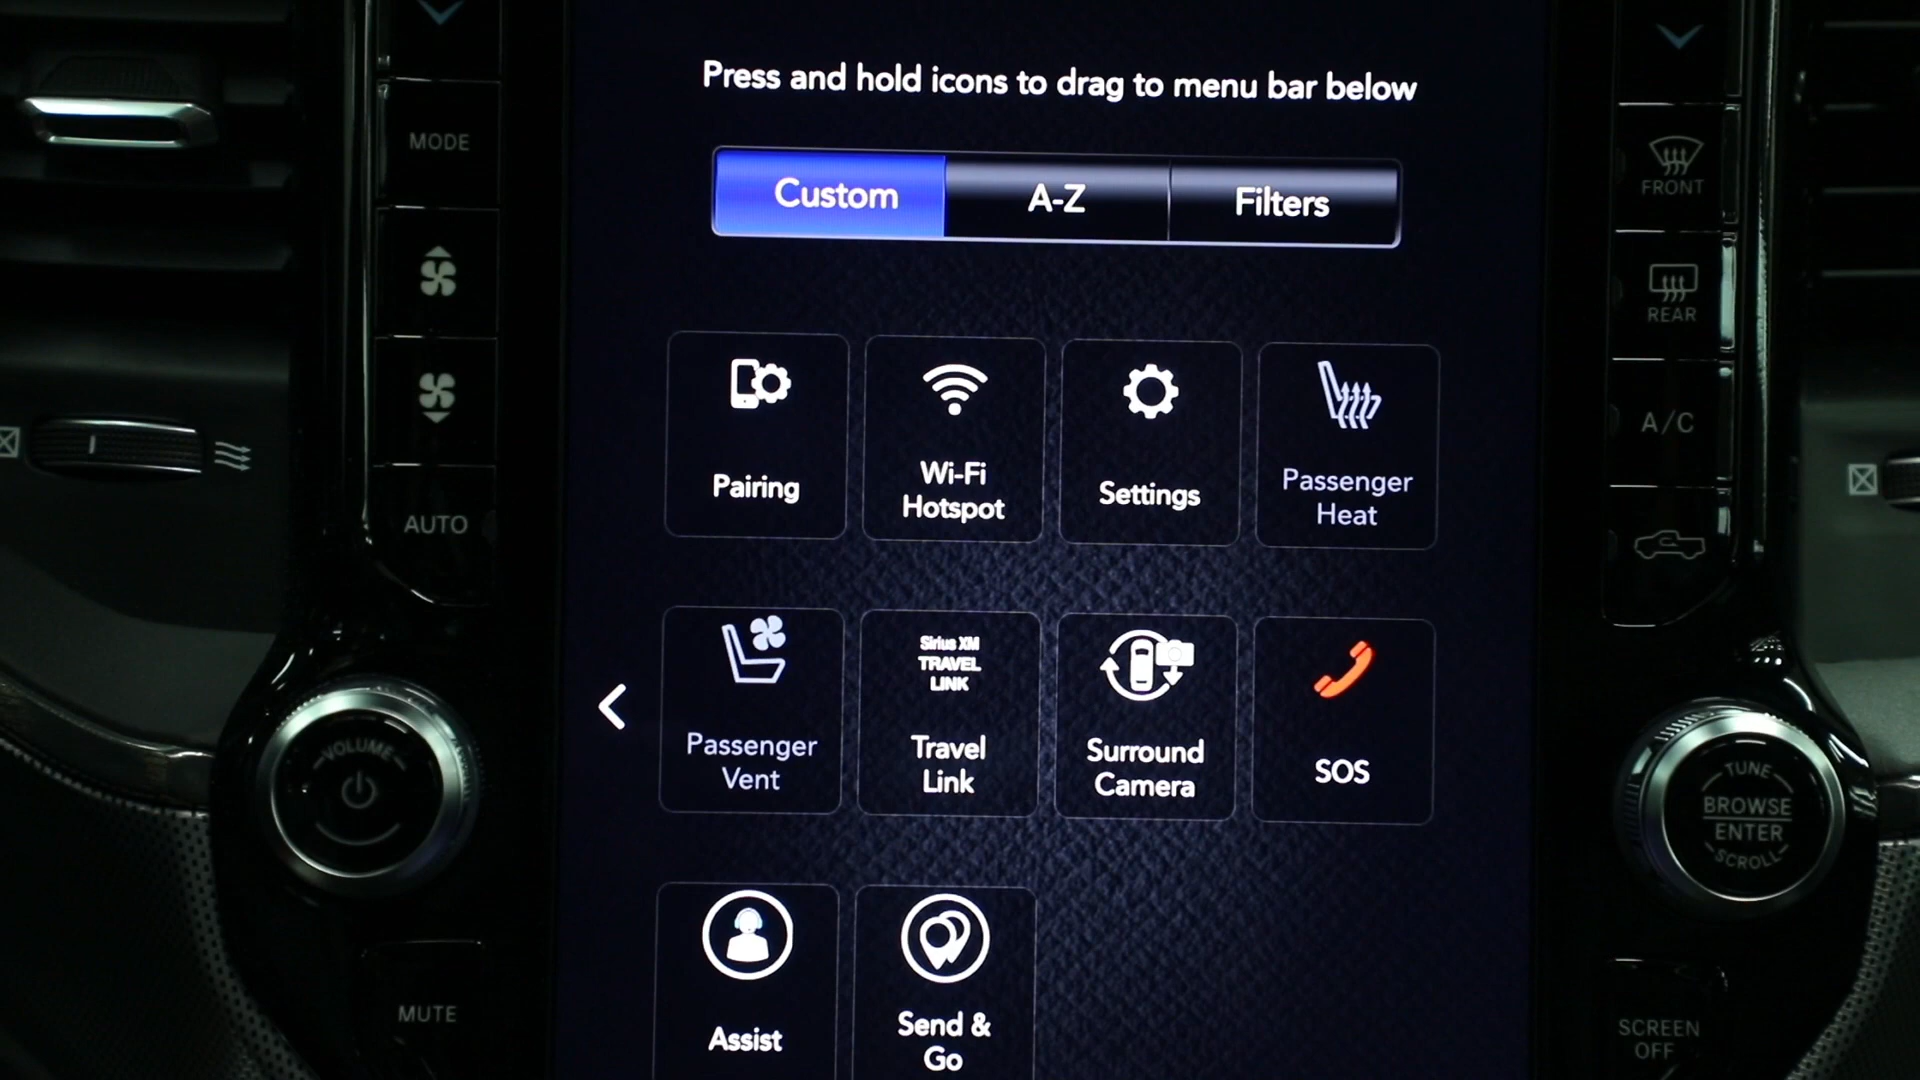 Press and hold icons to drag to menu bar below
Custom
A-Z
Filters
Pairing
Wi-Fi
Hotspot
Settings
Passenger
Heat
Passenger
Vent
Sirius XM
TRAVEL
LINK
Travel
Link
Surround
Camera
SOS
Assist
Send &
Go
MODE
AUTO
VOLUME
MUTE
FRONT
REAR
A/C
TUNE
BROWSE
ENTER
SCROLL
SCREEN
OFF